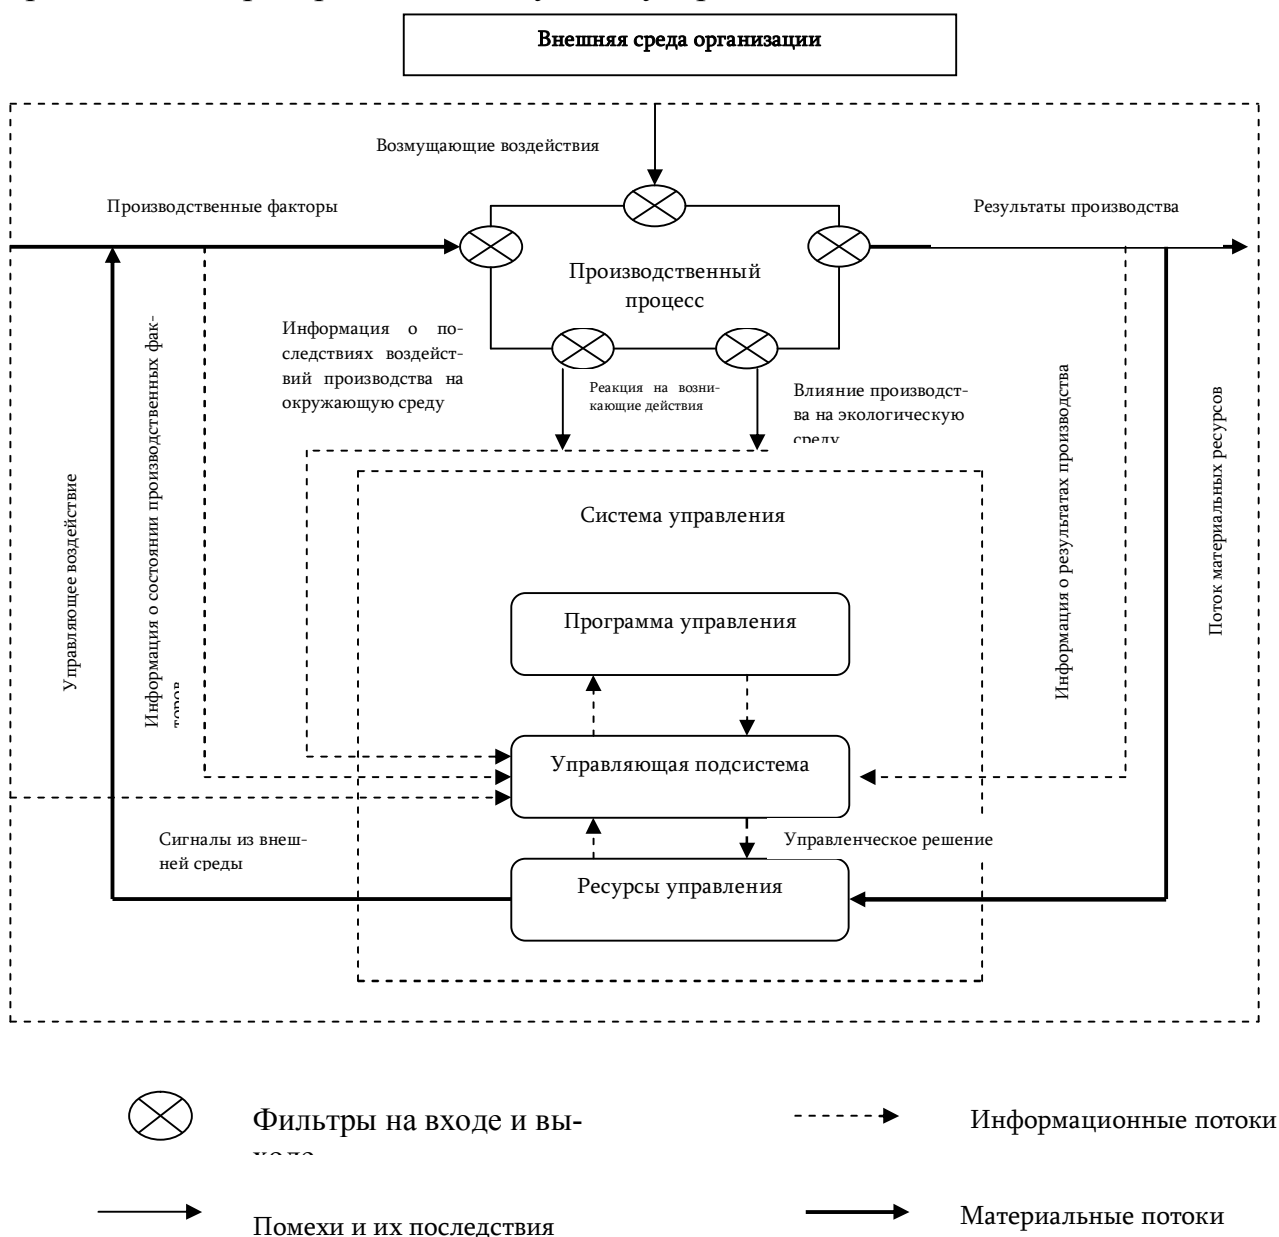 Внешняя среда организации
Возмущающие воздействия
Производственные факторы
Результаты производства
Производственный
процесс
Информация о по-
следствиях воздейст-
вий производства на
окружающую среду
Реакция на возни-
кающие действия
Влияние производст-
ва на экологическую
среду
Управляющее воздействие
Информация о состоянии производственных фак-
торов
Информация о результатах производства
Поток материальных ресурсов
Система управления
Программа управления
Управляющая подсистема
Сигналы из внеш-
ней среды
Управленческое решение
Ресурсы управления
Фильтры на входе и вы-
ходе
Информационные потоки
Помехи и их последствия
Материальные потоки